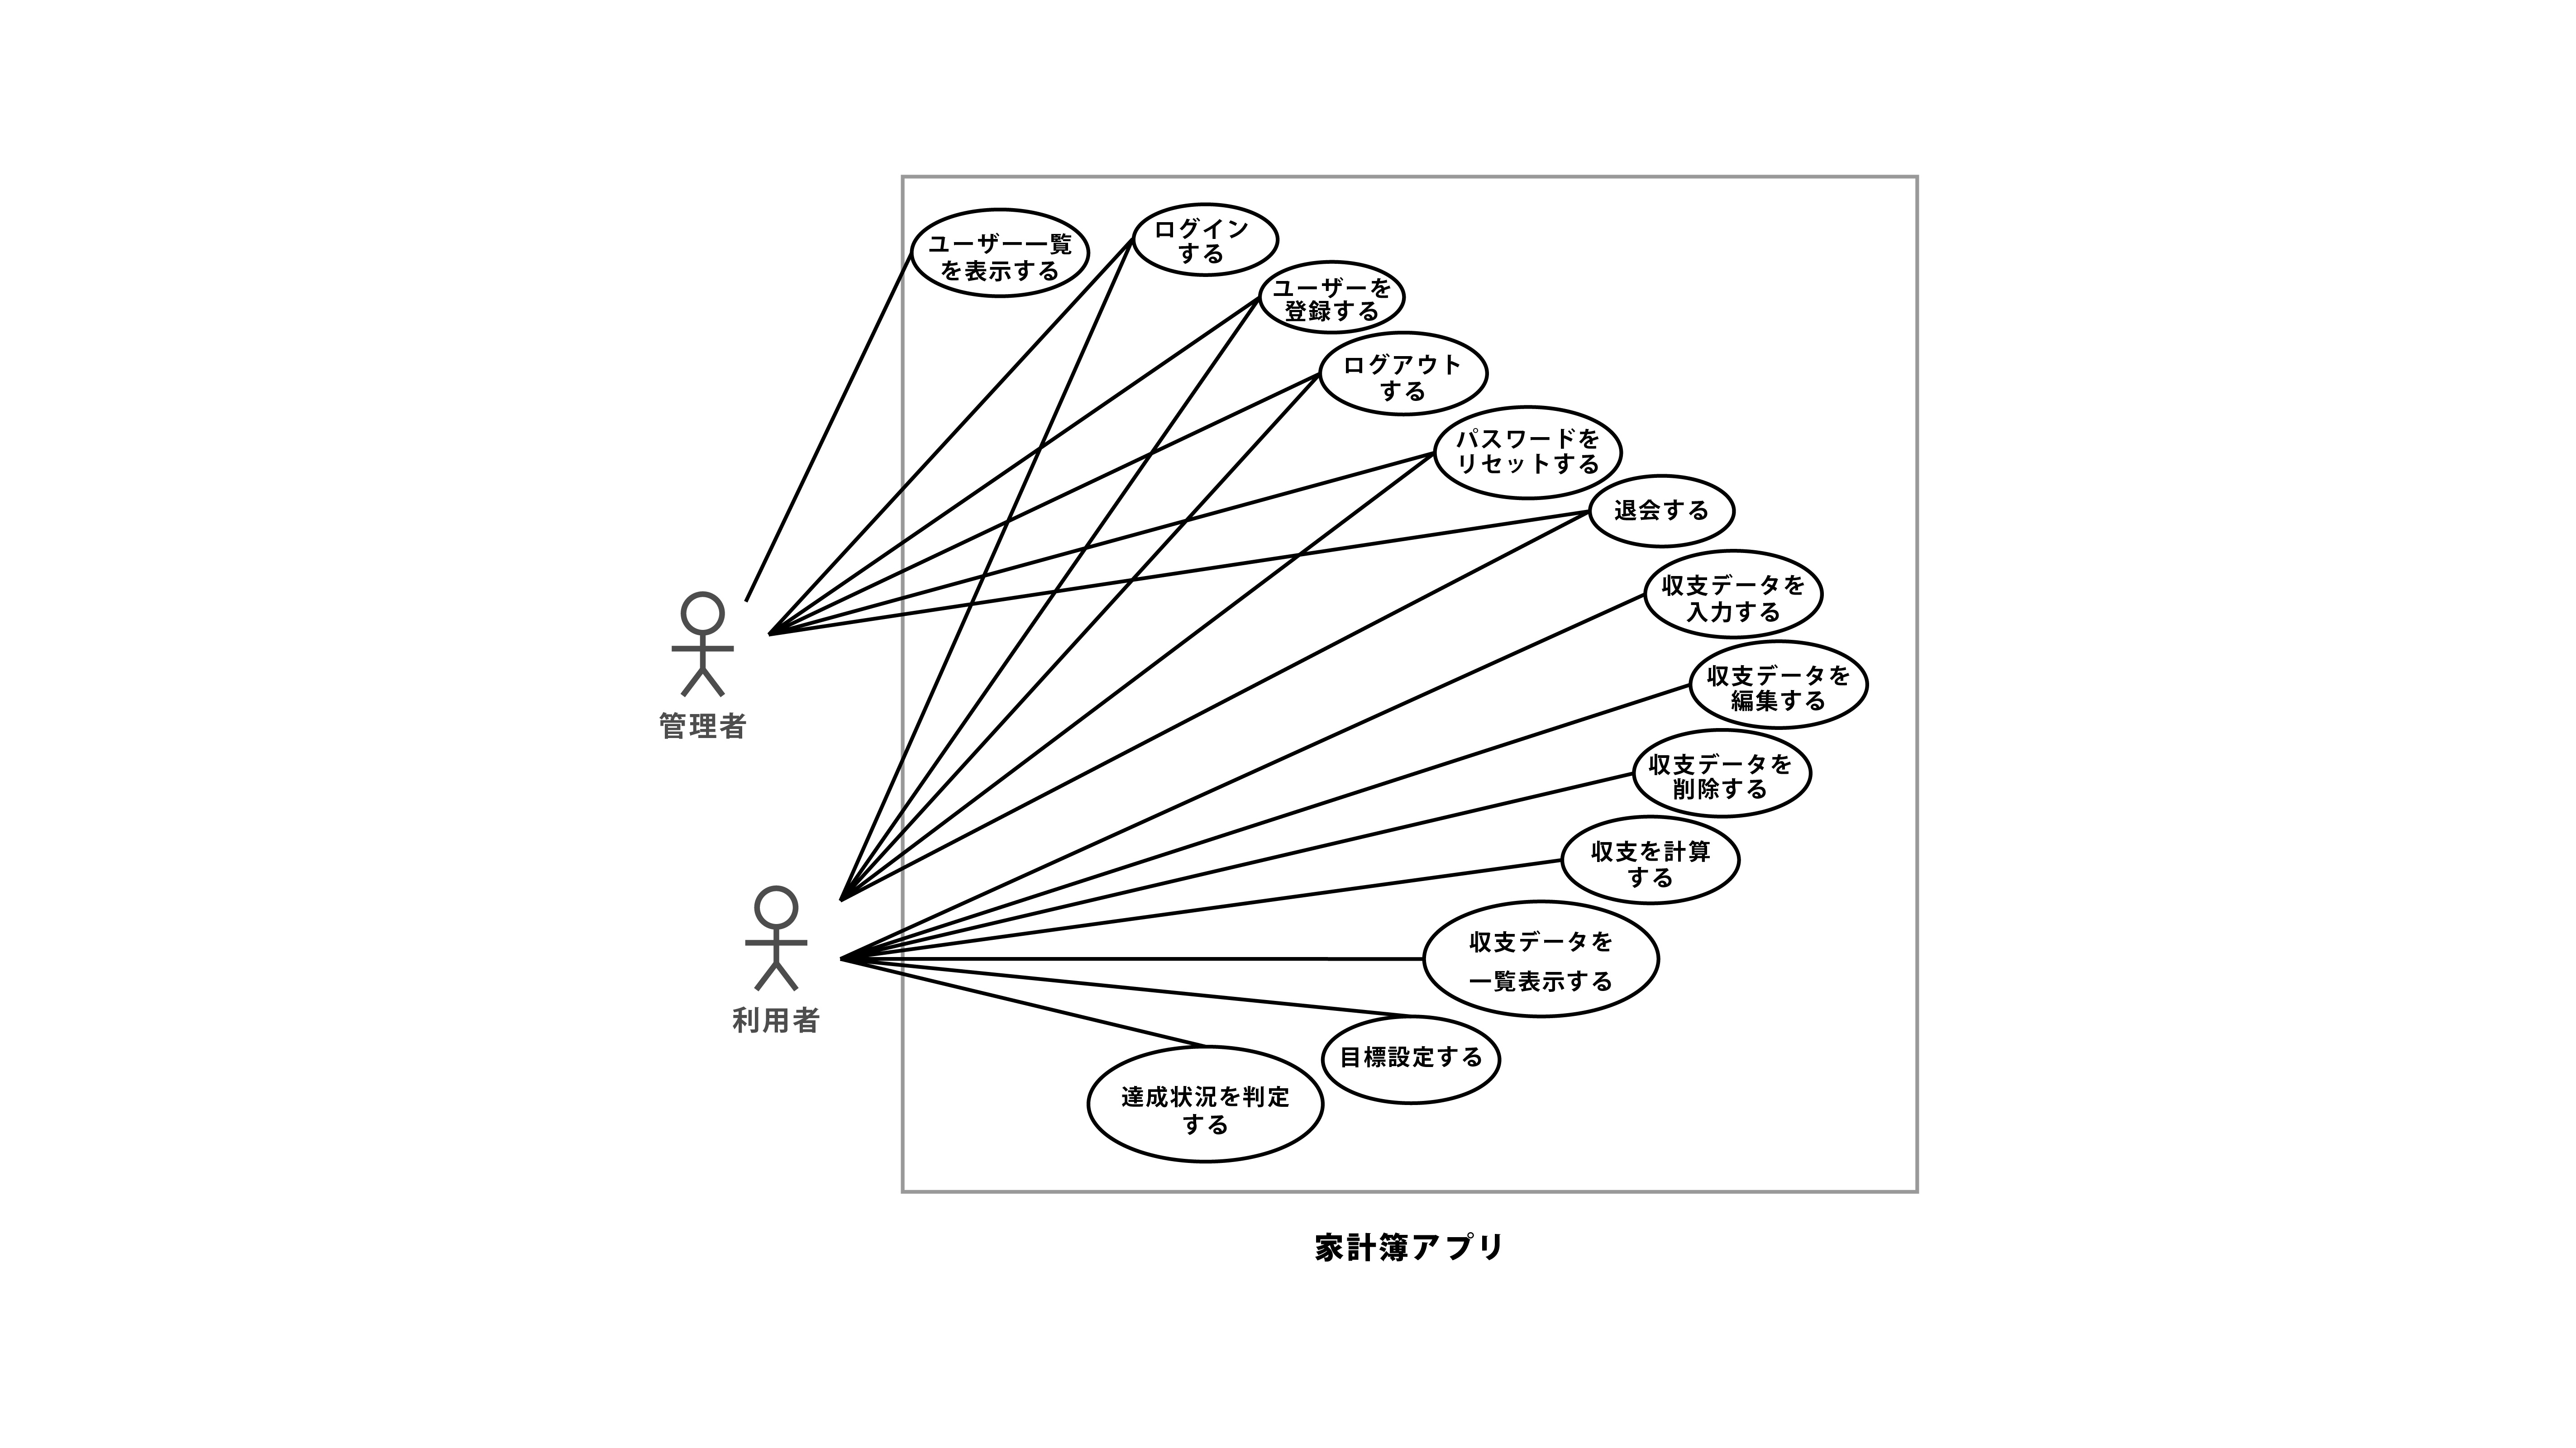 ユーザー一覧
を表示する
ログイン
する
ユーザーを
登録する
ログアウト
する
パスワードを
リセットする
退会する
収支データを
入力する
収支データを
編集する
収支データを
削除する
収支を計算
する
収支データを
一覧表示する
目標設定する
達成状況を判定
する
管理者
利用者
家計簿アプリ